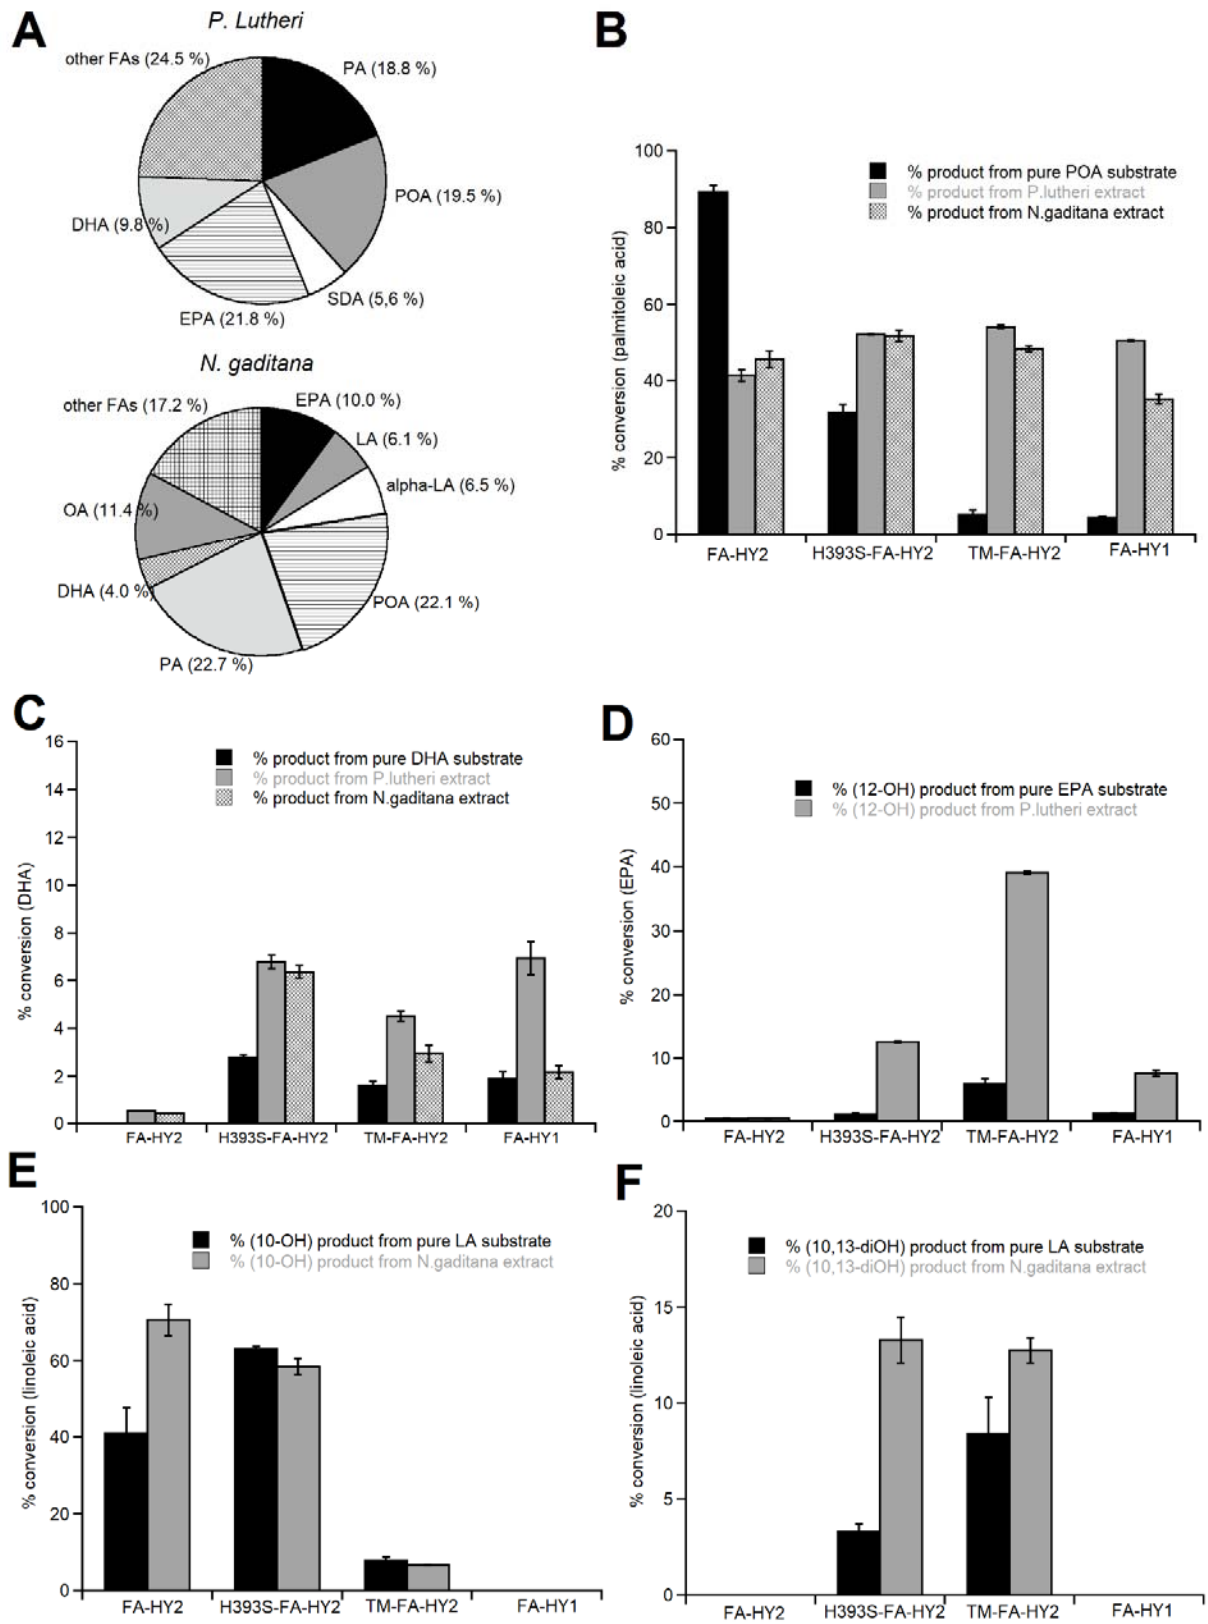 A
P. Lutheri
other FAs (24.5 %)
PA (18.8 %)
POA (19.5 %)
DHA (9.8 %)
SDA (5,6 %)
EPA (21.8 %)
N. gaditana
other FAs (17.2 %)
EPA (10.0 %)
LA (6.1 %)
alpha-LA (6.5 %)
OA (11.4 %)
DHA (4.0 %)
POA (22.1 %)
PA (22.7 %)
B
% conversion (palmitoleic acid)
100
80
60
40
20
0
% product from pure POA substrate
% product from P.lutheri extract
% product from N.gaditana extract
FA-HY2 H393S-FA-HY2 TM-FA-HY2 FA-HY1
C
% conversion (DHA)
16
14
12
10
8
6
4
2
0
% product from pure DHA substrate
% product from P.lutheri extract
% product from N.gaditana extract
FA-HY2 H393S-FA-HY2 TM-FA-HY2 FA-HY1
D
% conversion (EPA)
60
50
40
30
20
10
0
% (12-OH) product from pure EPA substrate
% (12-OH) product from P.lutheri extract
FA-HY2 H393S-FA-HY2 TM-FA-HY2 FA-HY1
E
% conversion (linoleic acid)
100
80
60
40
20
0
% (10-OH) product from pure LA substrate
% (10-OH) product from N.gaditana extract
FA-HY2 H393S-FA-HY2 TM-FA-HY2 FA-HY1
F
% conversion (linoleic acid)
20
15
10
5
0
% (10,13-diOH) product from pure LA substrate
% (10,13-diOH) product from N.gaditana extract
FA-HY2 H393S-FA-HY2 TM-FA-HY2 FA-HY1